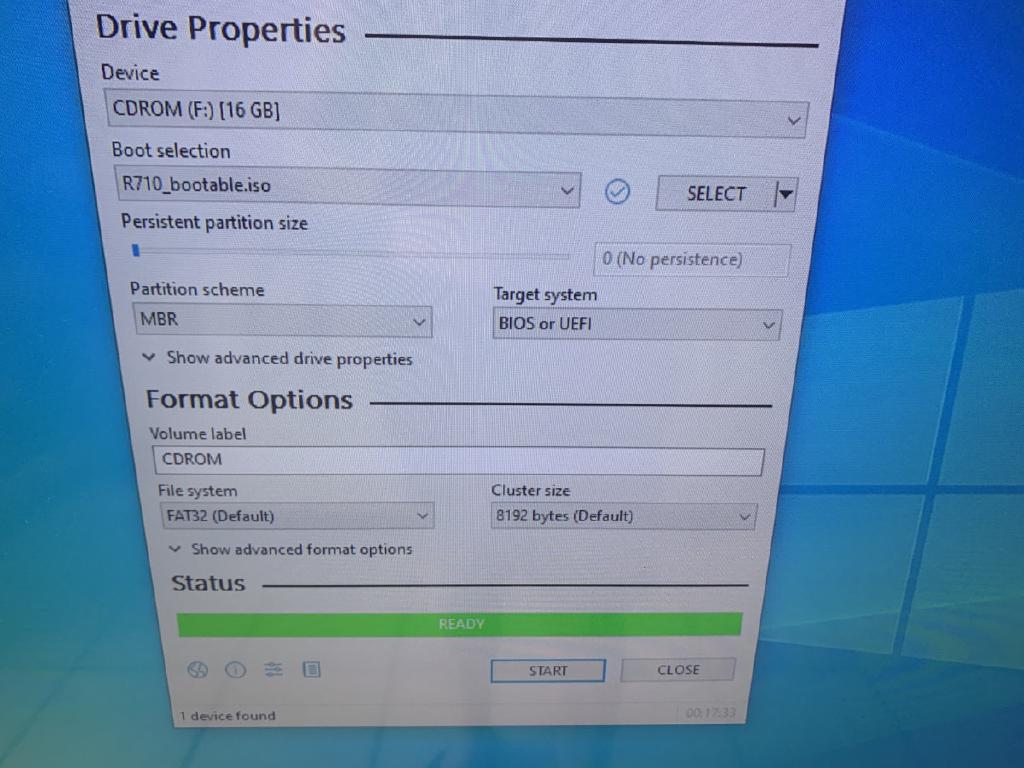 Drive Properties
Device
CDROM (F:) [16 GB]
Boot selection
R710_bootable.iso
SELECT
Persistent partition size
0 (No persistence)
Partition scheme
Target system
MBR
BIOS or UEFI
Show advanced drive properties
Format Options
Volume label
CDROM
File system
Cluster size
FAT32 (Default)
8192 bytes (Default)
Show advanced format options
Status
READY
START
CLOSE
1 device found
00:17:33